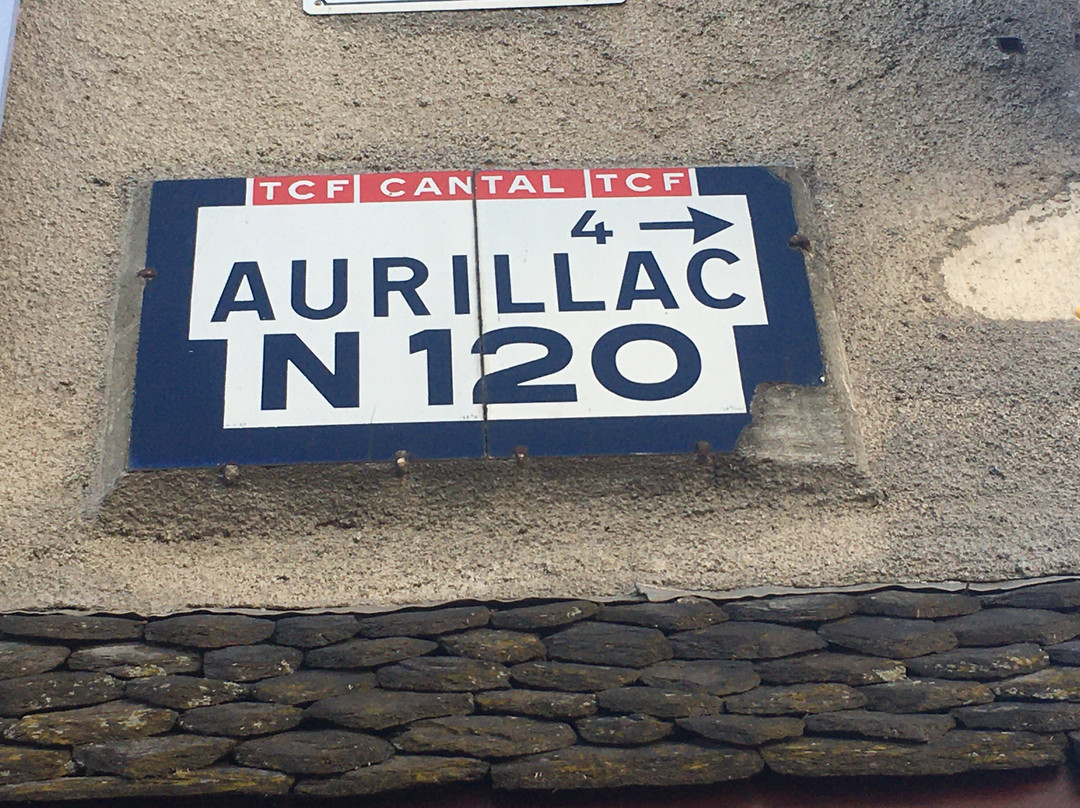 TCF CANTAL TCF
4 →
AURILLAC
N 120